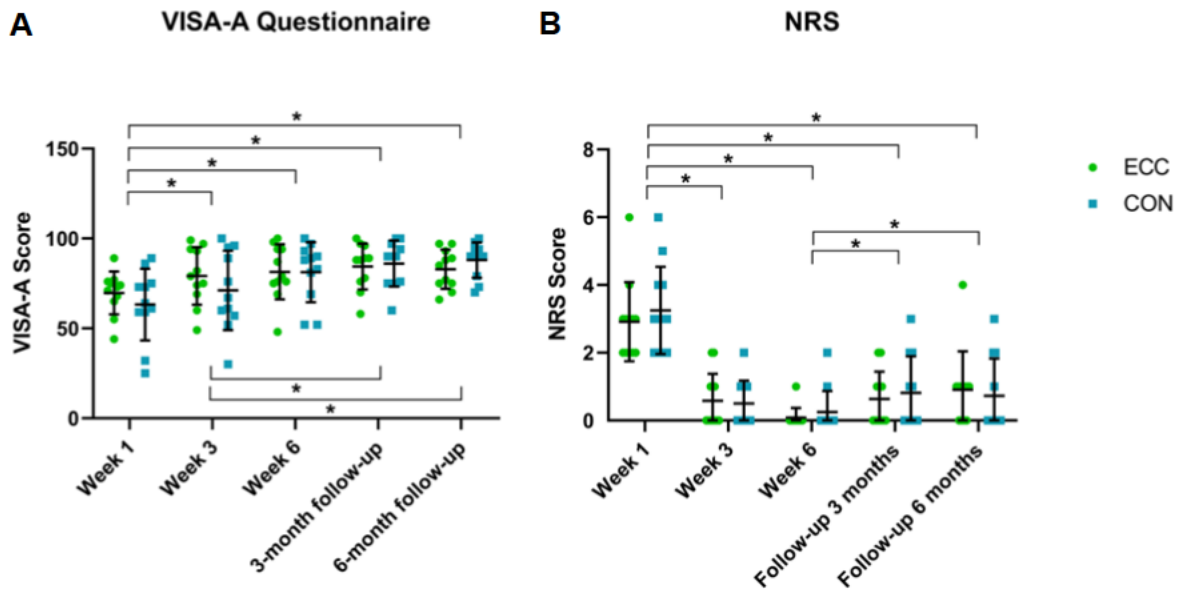 A
VISA-A Questionnaire
B
NRS
*
*
*
*
150
100
50
0
VISA-A Score
*
*
Week 1
Week 3
Week 6
3-month follow-up
6-month follow-up
*
*
*
*
*
*
8
6
4
2
0
NRS Score
Week 1
Week 3
Week 6
Follow-up 3 months
Follow-up 6 months
ECC
CON